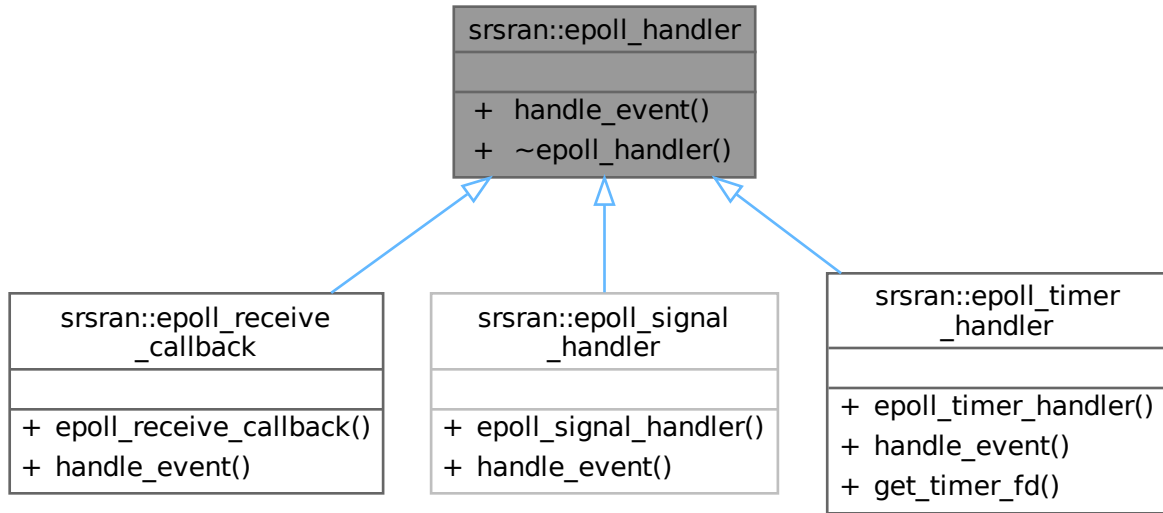 srsran::epoll_handler
+ handle_event()
+ ~epoll_handler()
srsran::epoll_receive
_callback
+ epoll_receive_callback()
+ handle_event()
srsran::epoll_signal
_handler
+ epoll_signal_handler()
+ handle_event()
srsran::epoll_timer
_handler
+ epoll_timer_handler()
+ handle_event()
+ get_timer_fd()